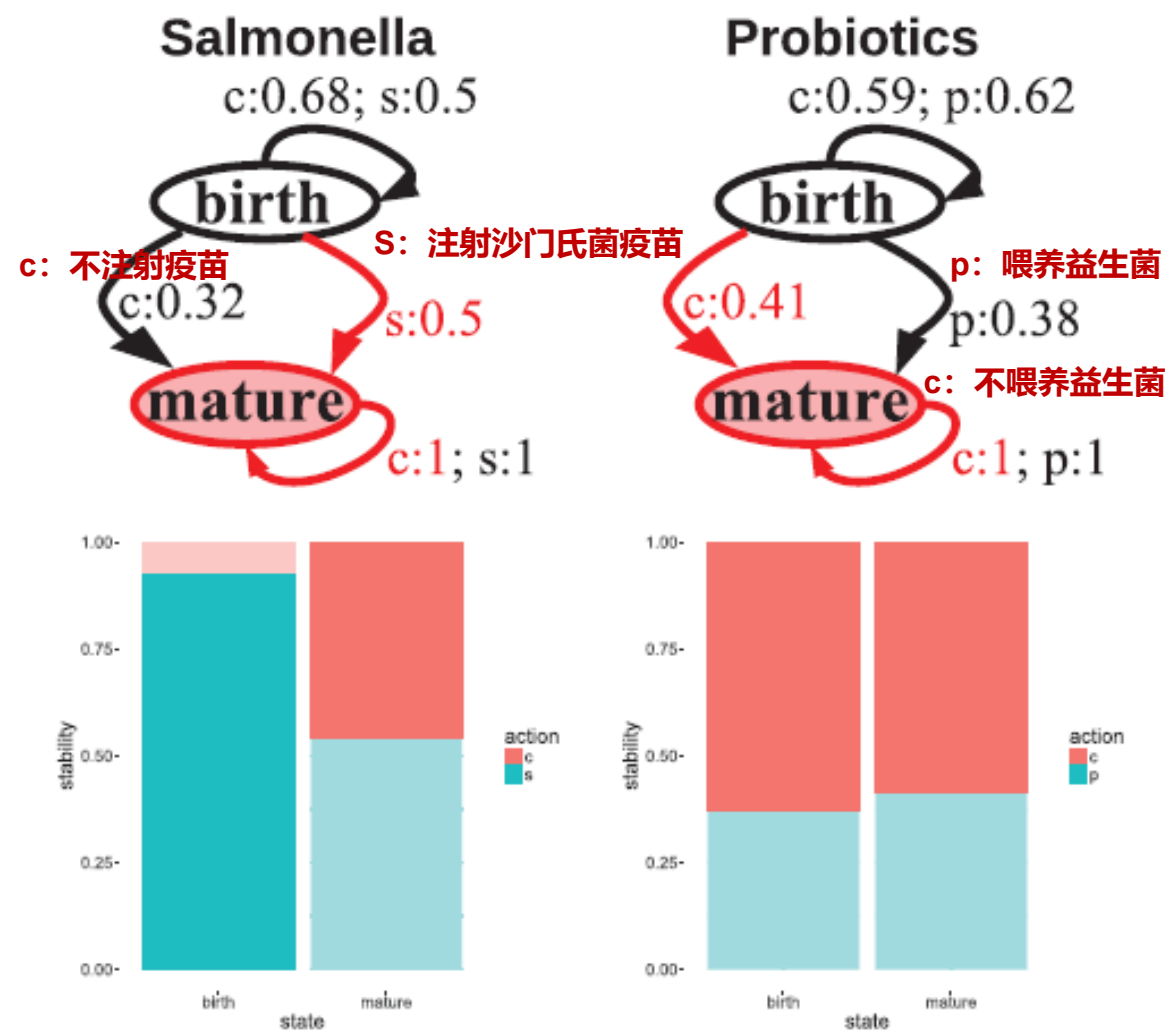 Salmonella
c:0.68; s:0.5
birth
c：不注射疫苗
S：注射沙门氏菌疫苗
c:0.32
s:0.5
mature
c:1; s:1
Probiotics
c:0.59; p:0.62
birth
p：喂养益生菌
c:0.41
p:0.38
c：不喂养益生菌
mature
c:1; p:1
1.00-
0.75-
0.50-
0.25-
0.00-
stability
birth
mature
state
action
c
s
1.00-
0.75-
0.50-
0.25-
0.00-
stability
birth
mature
state
action
c
p